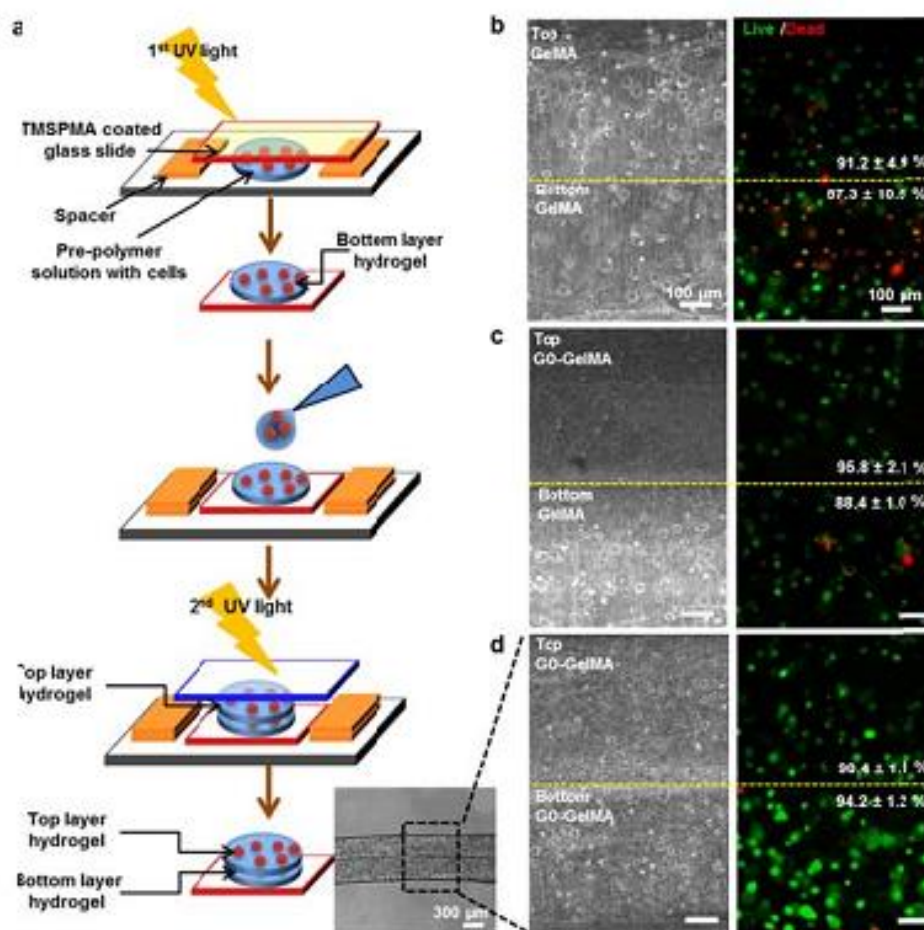 a
1st UV light
TMSPMA coated
glass slide
Spacer
Pre-polymer
solution with cells
Bottem layer
hydrogel
2nd UV light
Top layer
hydrogel
Top layer
hydrogel
Bottom layer
hydrogel
300 µm
b
Top
GelMA
Bottom
GelMA
100 µm
Live /Dead
91.2 ± 4.9 %
87.3 ± 10.5 %
100 µm
c
Top
GO-GelMA
Bottom
GelMA
95.8 ± 2.1 %
88.4 ± 1.0 %
d
Top
GO-GelMA
Bottom
GO-GelMA
94.2 ± 1.2 %